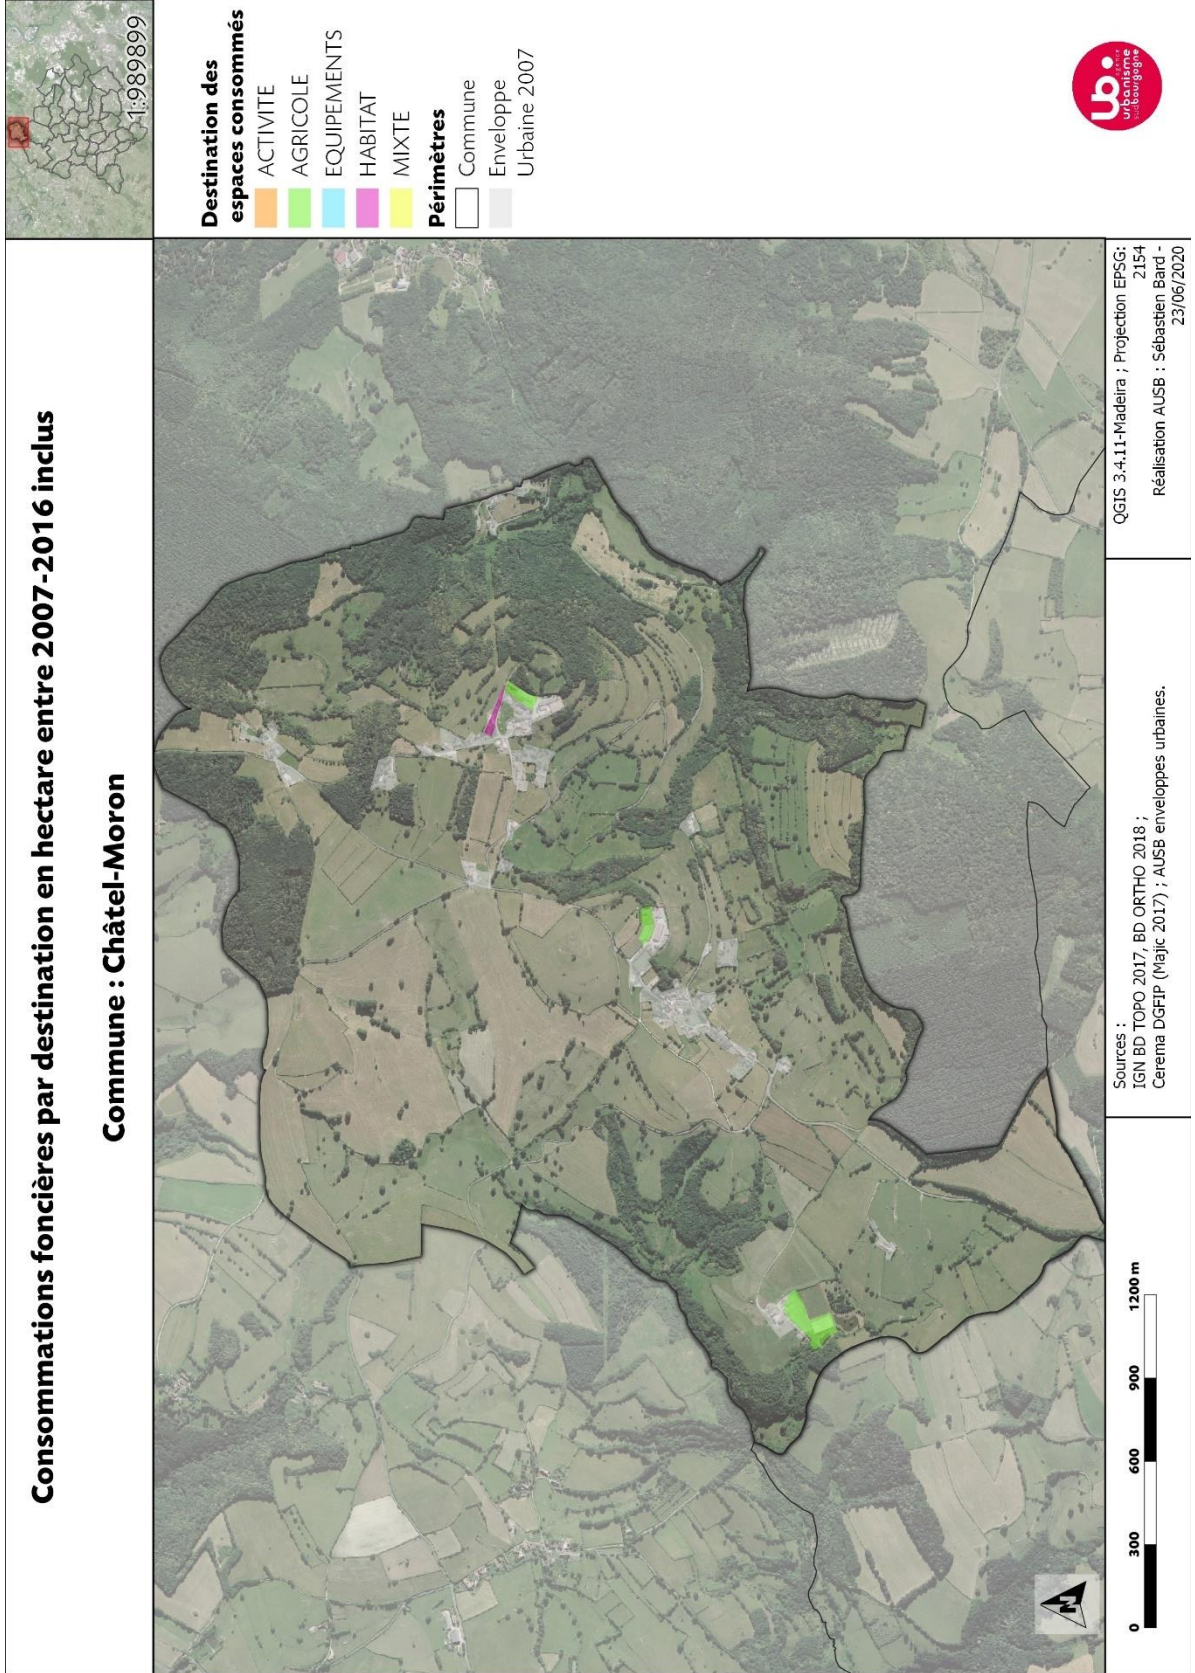 Consommations foncières par destination en hectare entre 2007-2016 inclus
Commune : Châtel-Moron
1:989899
Destination des
espaces consommés
ACTIVITE
AGRICOLE
EQUIPEMENTS
HABITAT
MIXTE
Périmètres
Commune
Enveloppe
Urbaine 2007
N
0 300 600 900 1200 m
Sources :
IGN BD TOPO 2017, BD ORTHO 2018 ;
Cerema DGFIP (Majic 2017) ; AUSB enveloppes urbaines.
QGIS 3.4.11-Madeira ; Projection EPSG:
2154
Réalisation AUSB : Sébastien Bard -
23/06/2020
ub.
agence
urbanisme
sudbourgogne